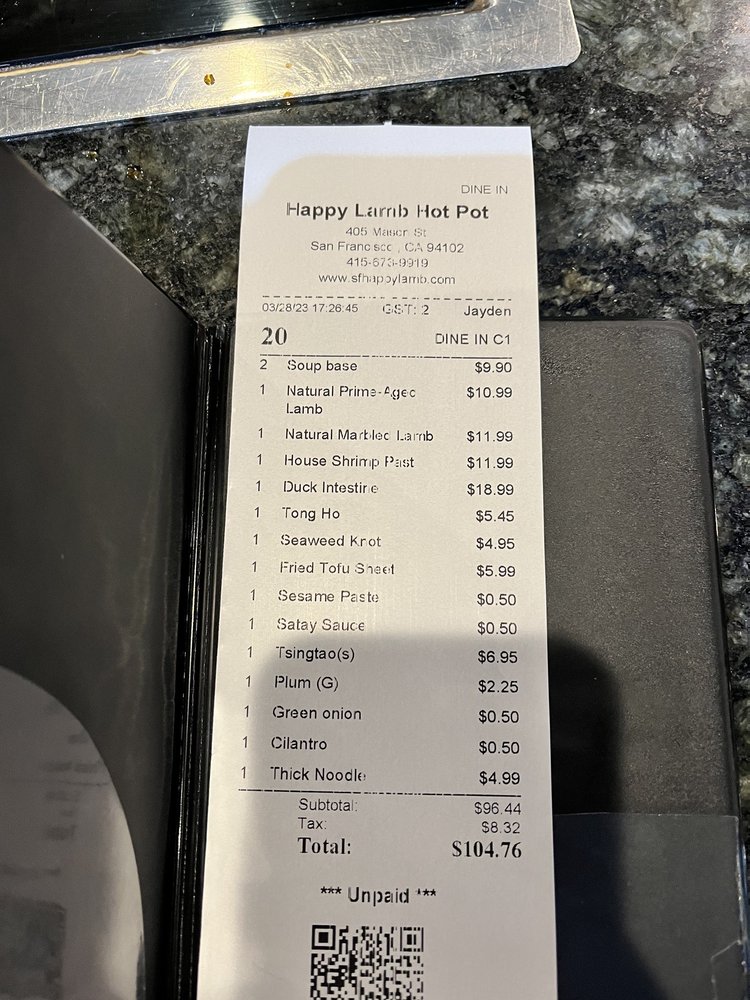 DINE IN
Happy Lamb Hot Pot
405 Mason St
San Francisco , CA 94102
415-673-9919
www.sfhappylamb.com
03/28/23 17:26:45 GST: 2 Jayden
20 DINE IN C1
2 Soup base $9.90
1 Natural Prime-Aged $10.99
Lamb
1 Natural Marbled Lamb $11.99
1 House Shrimp Past $11.99
1 Duck Intestine $18.99
1 Tong Ho $5.45
1 Seaweed Knot $4.95
1 Fried Tofu Sheet $5.99
1 Sesame Paste $0.50
1 Satay Sauce $0.50
1 Tsingtao(s) $6.95
1 Plum (G) $2.25
1 Green onion $0.50
1 Cilantro $0.50
1 Thick Noodle $4.99
Subtotal: $96.44
Tax: $8.32
Total: $104.76
*** Unpaid ***